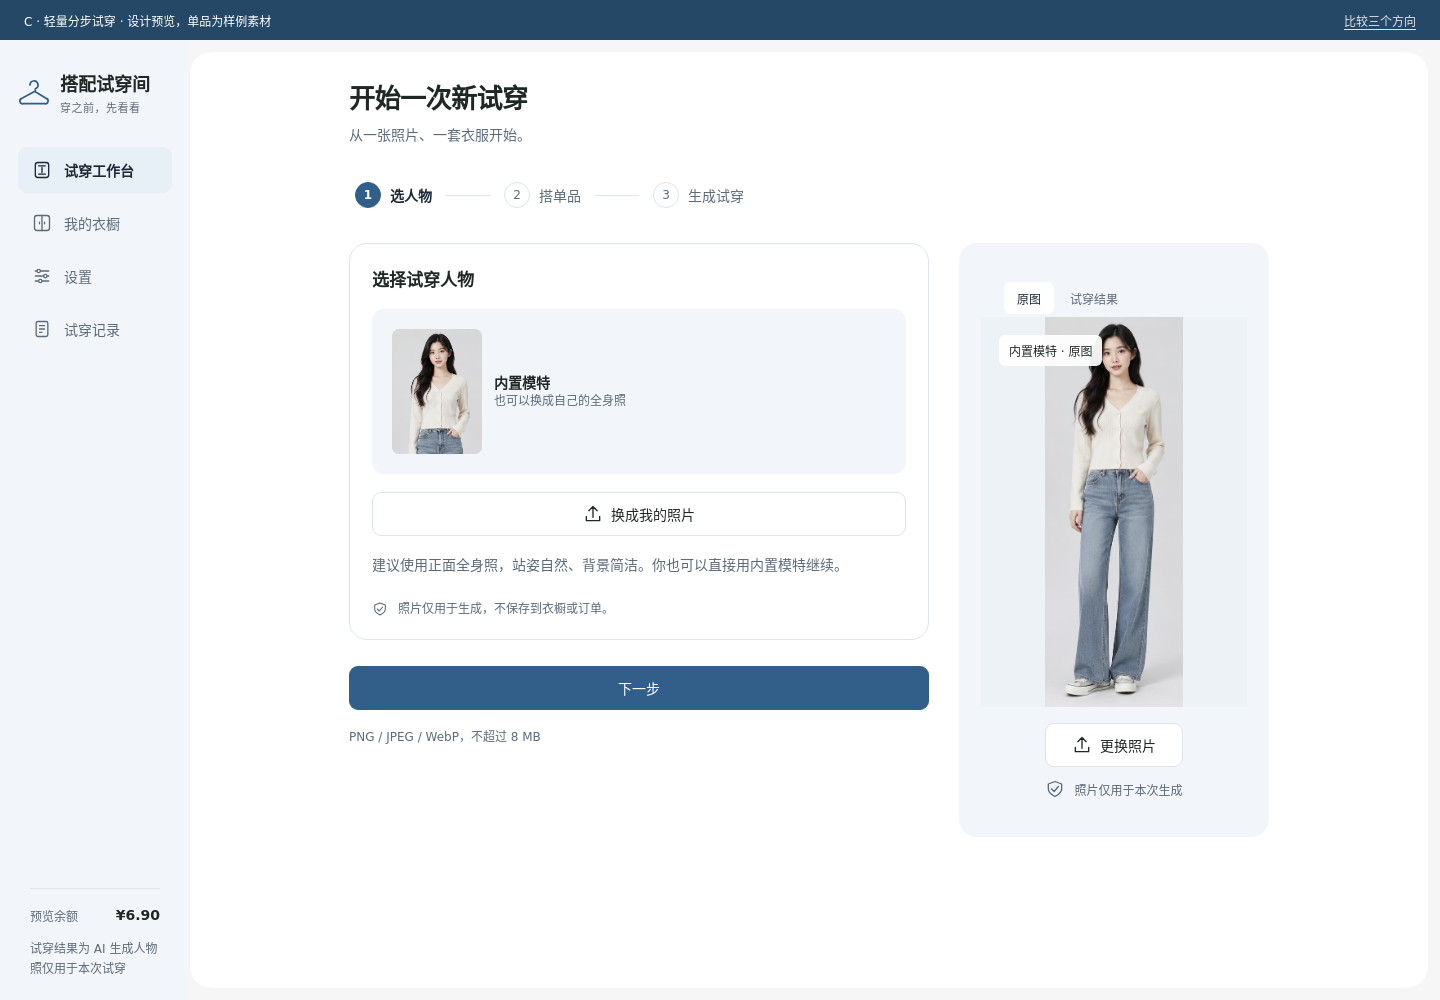 C · 轻量分步试穿 · 设计预览，单品为样例素材
比较三个方向
搭配试穿间
穿之前，先看看
试穿工作台
我的衣橱
设置
试穿记录
预览余额 ¥6.90
试穿结果为 AI 生成人物
照仅用于本次试穿
开始一次新试穿
从一张照片、一套衣服开始。
1 选人物 2 搭单品 3 生成试穿
选择试穿人物
内置模特
也可以换成自己的全身照
换成我的照片
建议使用正面全身照，站姿自然、背景简洁。你也可以直接用内置模特继续。
照片仅用于生成，不保存到衣橱或订单。
下一步
PNG / JPEG / WebP，不超过 8 MB
原图 试穿结果
内置模特 · 原图
更换照片
照片仅用于本次生成